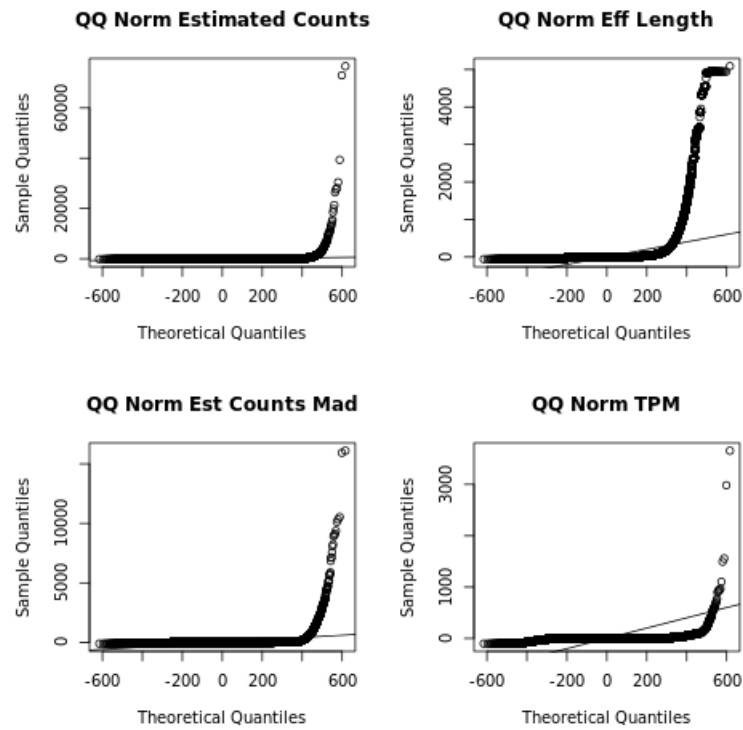 QQ Norm Estimated Counts
Sample Quantiles
60000
20000
0
-600
-200
0
200
600
Theoretical Quantiles
QQ Norm Eff Length
Sample Quantiles
4000
2000
0
-600
-200
0
200
600
Theoretical Quantiles
QQ Norm Est Counts Mad
Sample Quantiles
10000
5000
0
-600
-200
0
200
600
Theoretical Quantiles
QQ Norm TPM
Sample Quantiles
3000
1000
0
-600
-200
0
200
600
Theoretical Quantiles